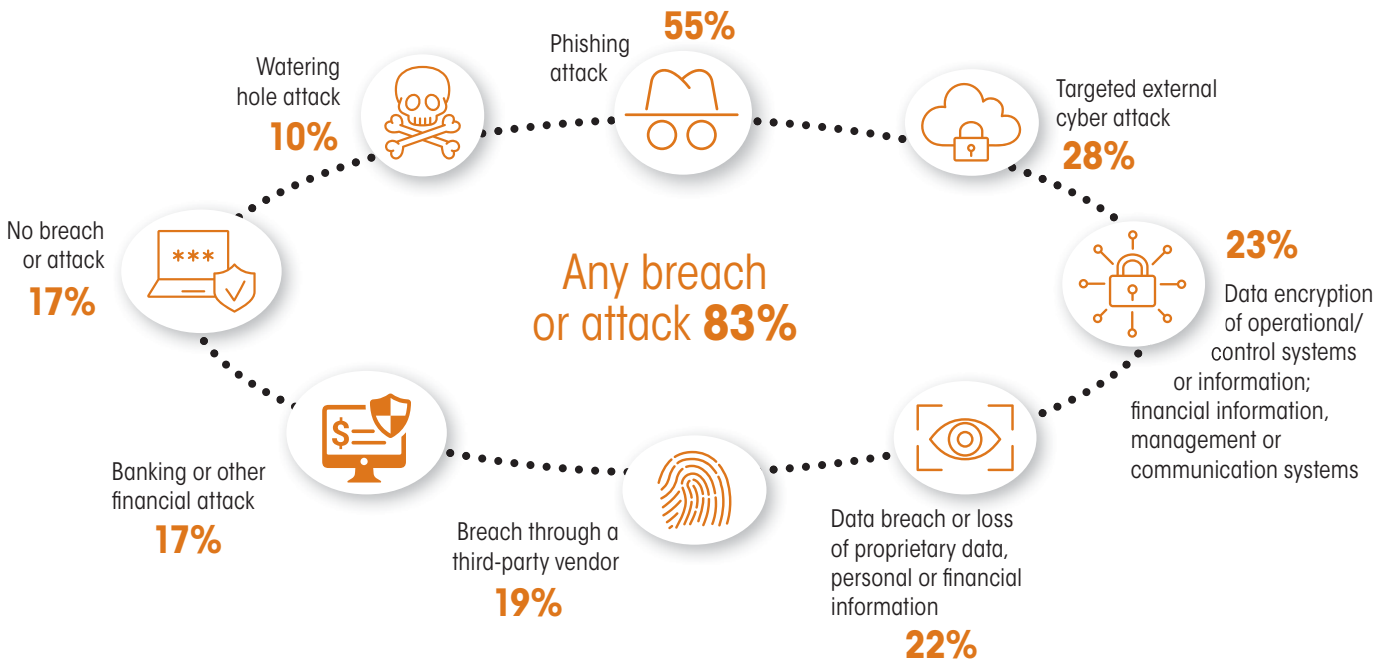 55%
Phishing
attack
Watering
hole attack
10%
Targeted external
cyber attack
28%
No breach
or attack
17%
***
Any breach
or attack 83%
23%
Data encryption
of operational/
control systems
or information;
financial information,
management or
communication systems
$
Banking or other
financial attack
17%
Breach through a
third-party vendor
19%
Data breach or loss
of proprietary data,
personal or financial
information
22%